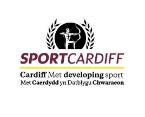 SPORTCARDIFF
Cardiff Met developing sport
Met Caerdydd yn Datblygu Chwaraeon